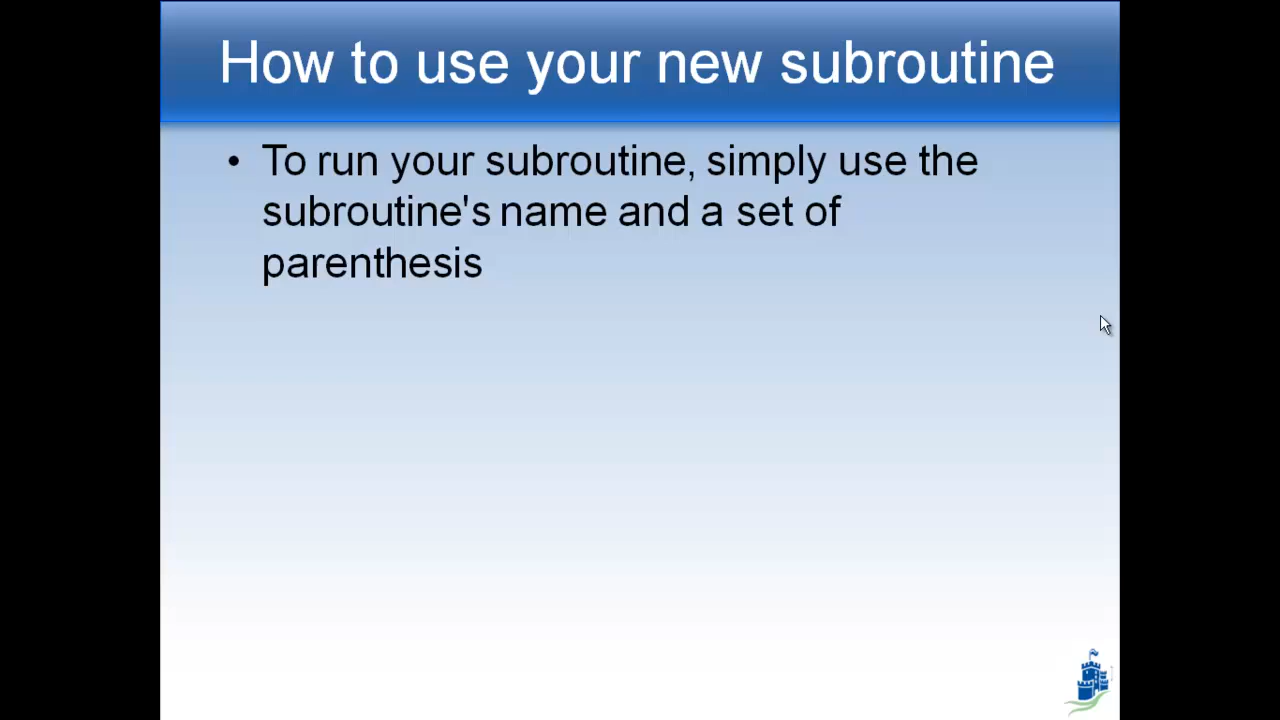 How to use your new subroutine
• To run your subroutine, simply use the
subroutine's name and a set of
parenthesis